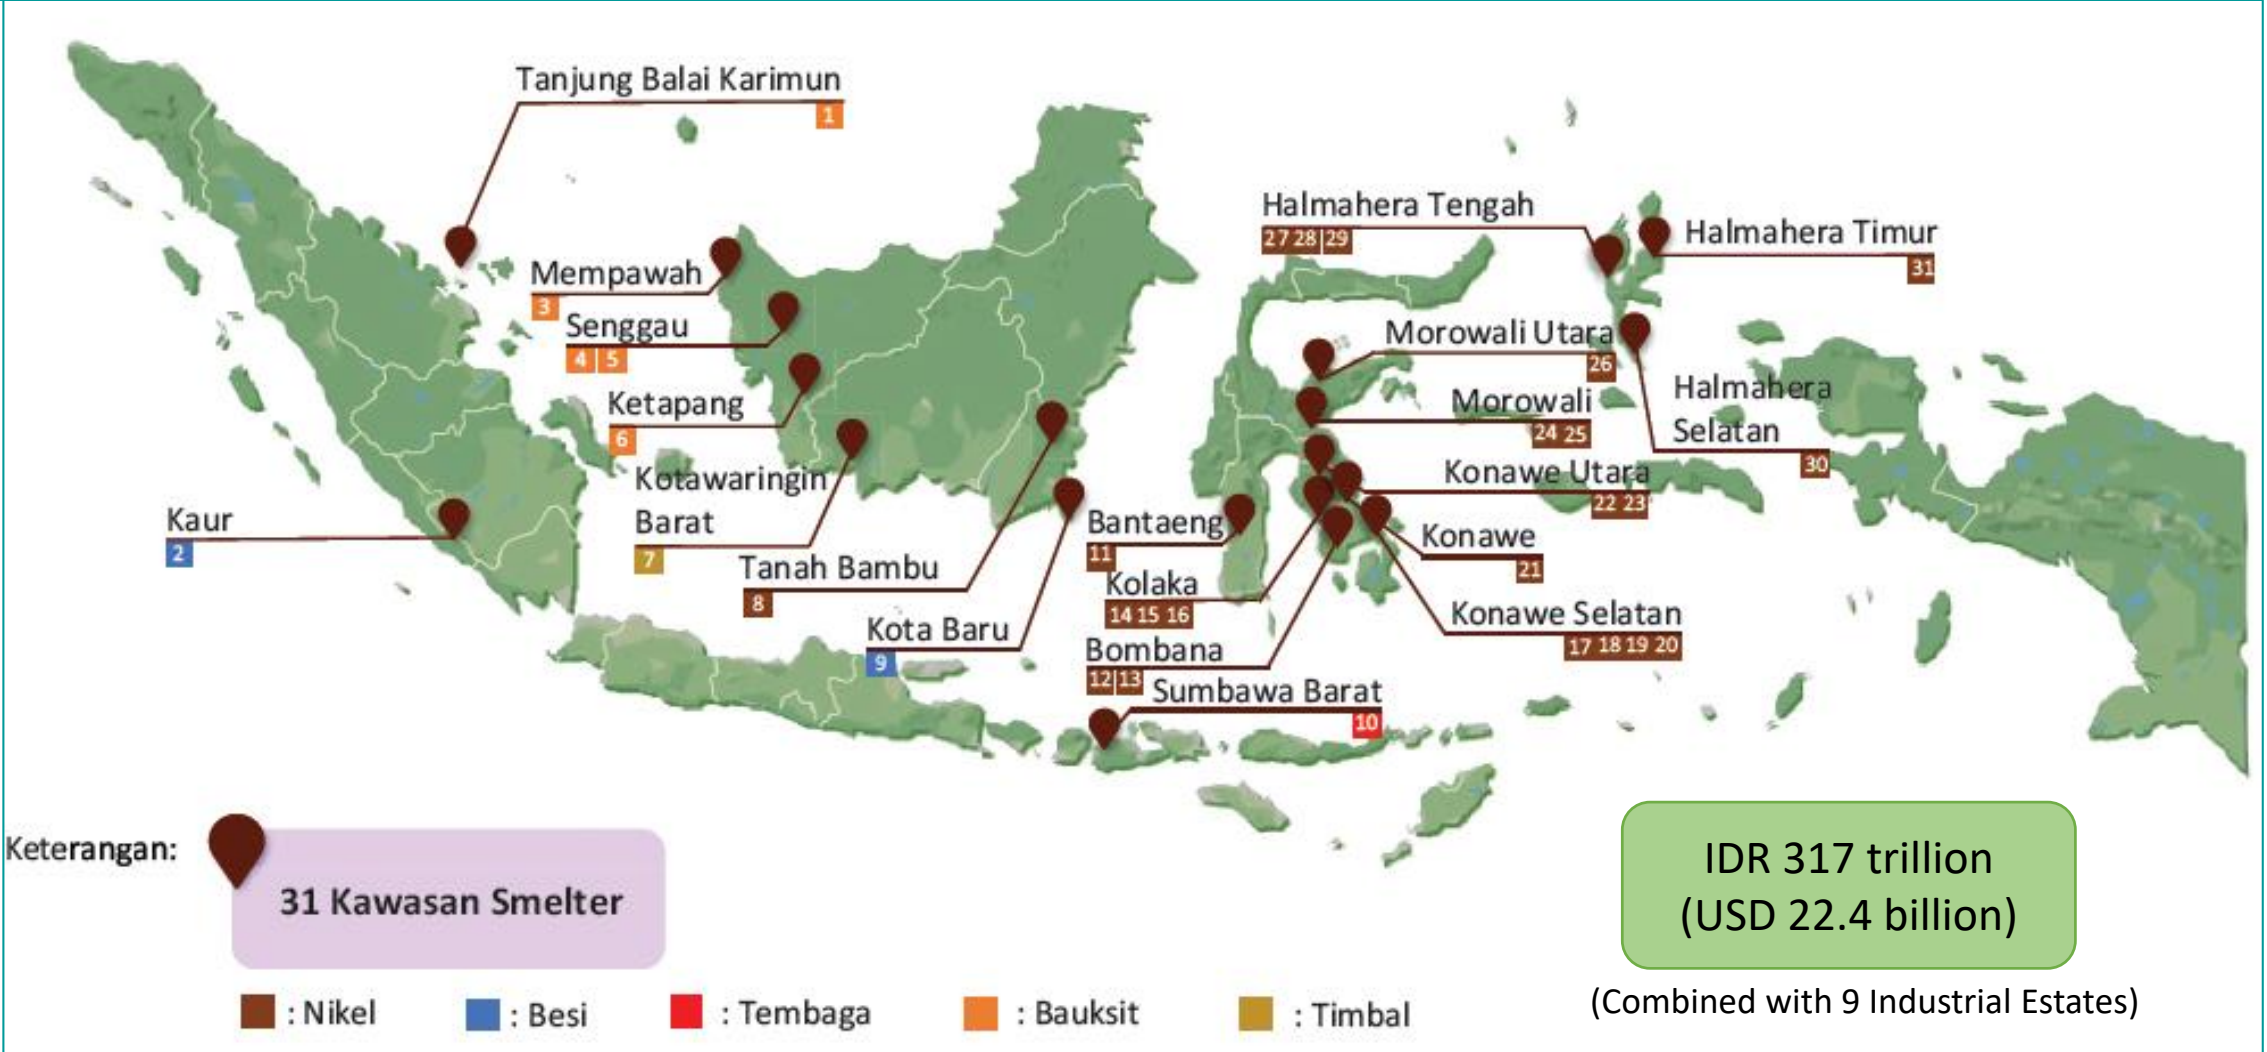 Tanjung Balai Karimun
1
Mempawah
3
Senggau
4 5
Ketapang
6
Kaur
2
Kotawaringin
Barat
7
Tanah Bambu
8
Kota Baru
9
Halmahera Tengah
27 28 29
Halmahera Timur
31
Morowali Utara
26
Morowali
24 25
Halmahera
Selatan
30
Konawe Utara
22 23
Bantaeng
11
Konawe
21
Kolaka
14 15 16
Konawe Selatan
17 18 19 20
Bombana
12 13
Sumbawa Barat
10
Keterangan:
31 Kawasan Smelter
IDR 317 trillion
(USD 22.4 billion)
(Combined with 9 Industrial Estates)
: Nikel
: Besi
: Tembaga
: Bauksit
: Timbal